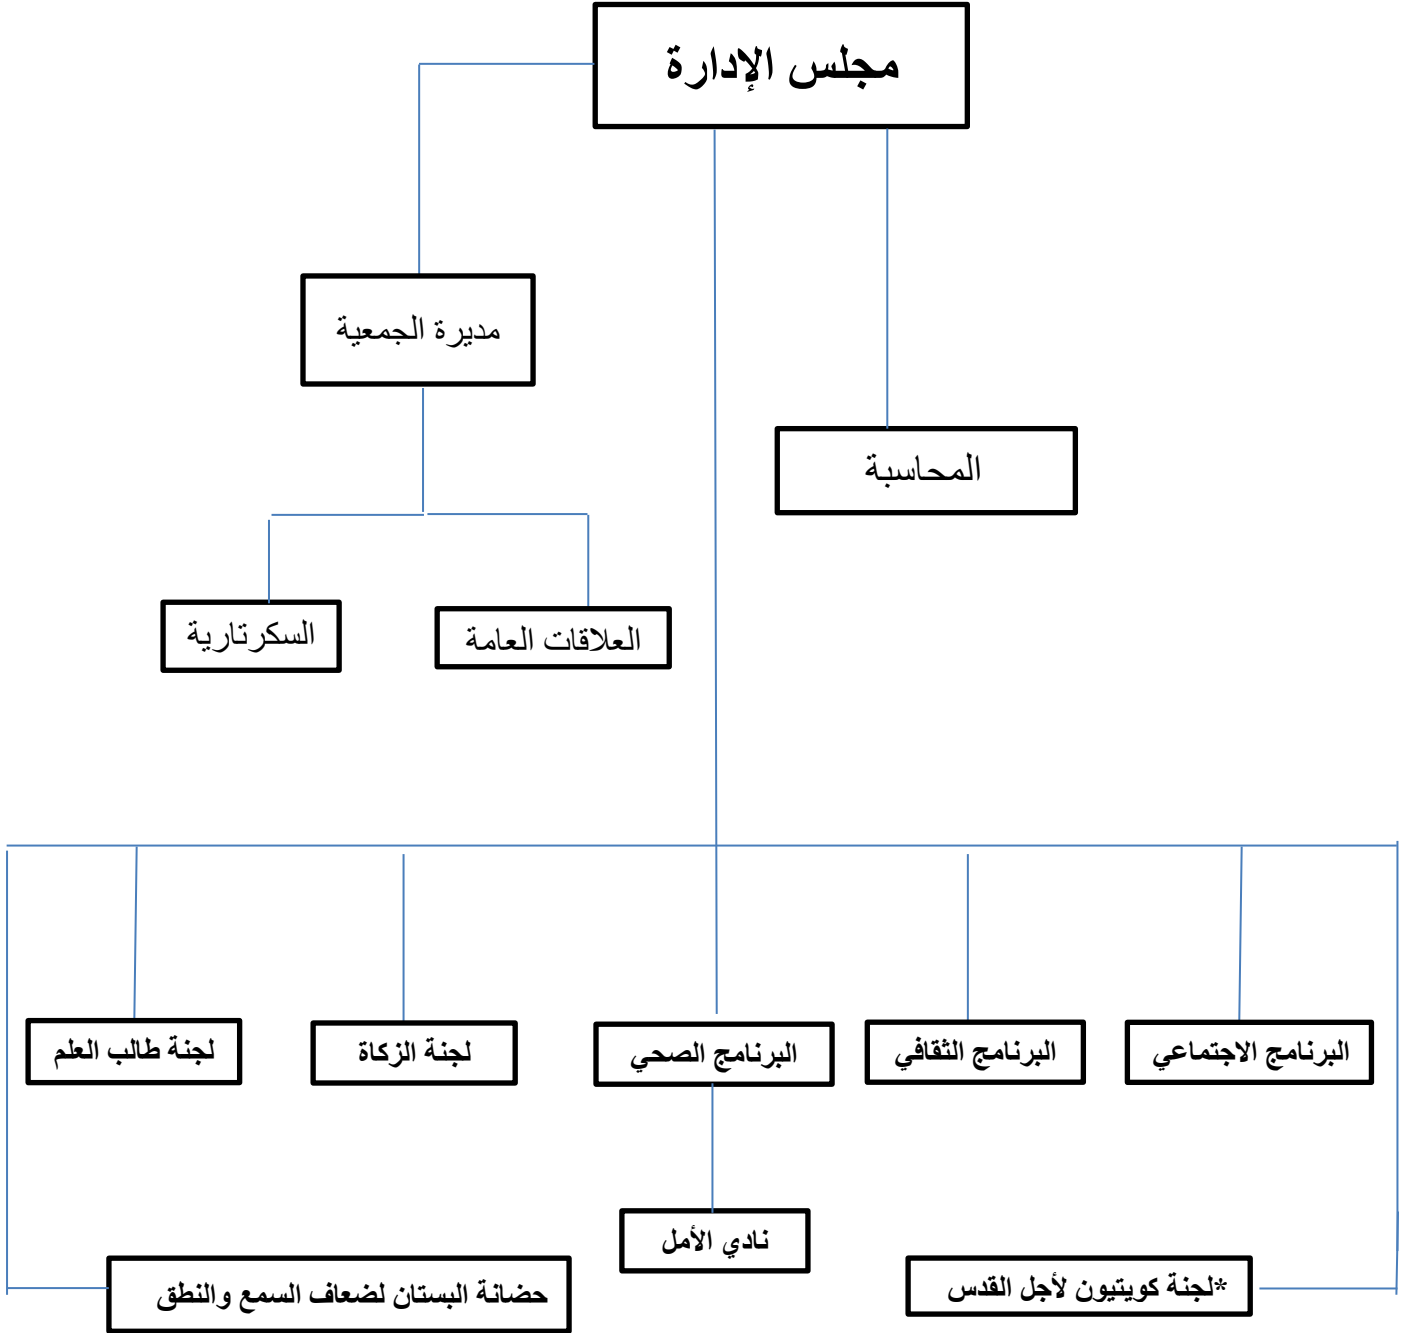 مجلس الإدارة
مديرة الجمعية
المحاسبة
العلاقات العامة
السكرتارية
البرنامج الاجتماعي
البرنامج الثقافي
البرنامج الصحي
لجنة الزكاة
لجنة طالب العلم
نادي الأمل
*لجنة كويتيون لأجل القدس
حضانة البستان لضعاف السمع والنطق